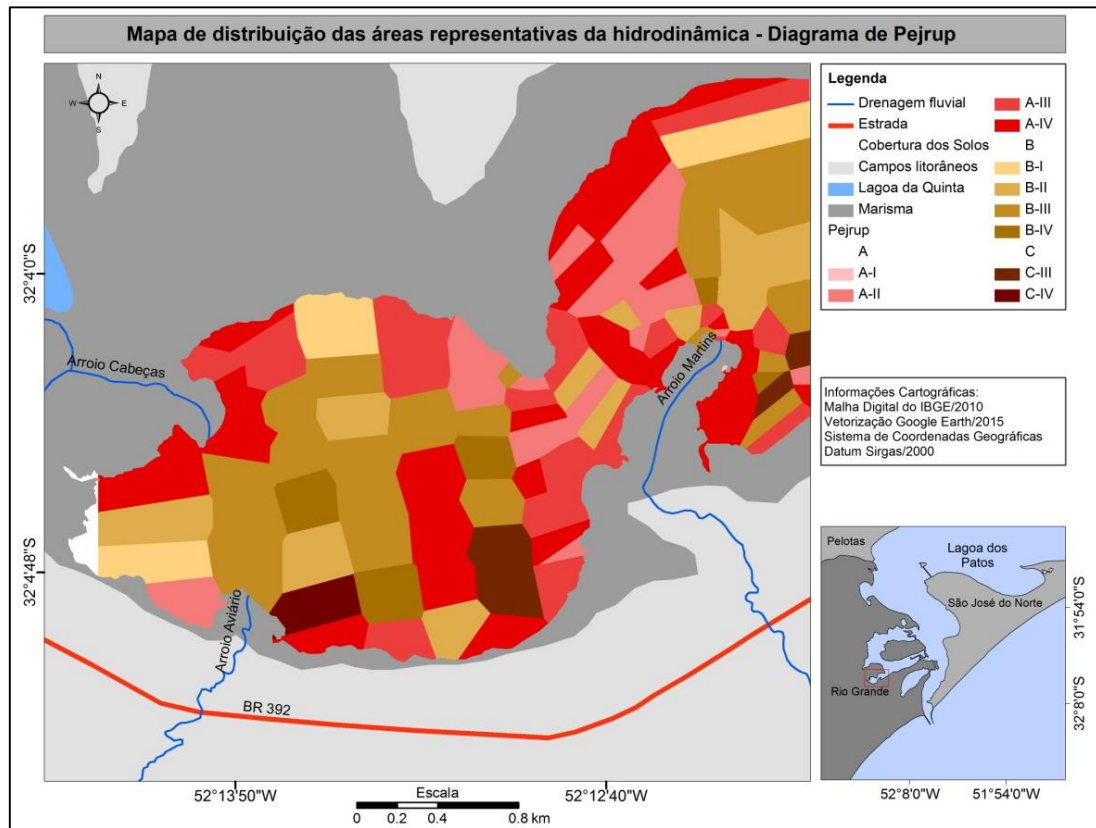 Mapa de distribuição das áreas representativas da hidrodinâmica - Diagrama de Pejrup
N
W E
S
32°4'0"S
32°4'48"S
Arroio Cabeças
Arroio Aviário
Arroio Martins
BR 392
52°13'50"W
52°12'40"W
Escala
0 0.2 0.4 0.8 km
Legenda
Drenagem fluvial
Estrada
Cobertura dos Solos
Campos litorâneos
Lagoa da Quinta
Marisma
Pejrup
A
A-I
A-II
A-III
A-IV
B
B-I
B-II
B-III
B-IV
C
C-III
C-IV
Informações Cartográficas:
Malha Digital do IBGE/2010
Vetorização Google Earth/2015
Sistema de Coordenadas Geográficas
Datum Sirgas/2000
Pelotas
Lagoa dos
Patos
São José do Norte
Rio Grande
31°54'0"S
32°8'0"S
52°8'0"W
51°54'0"W